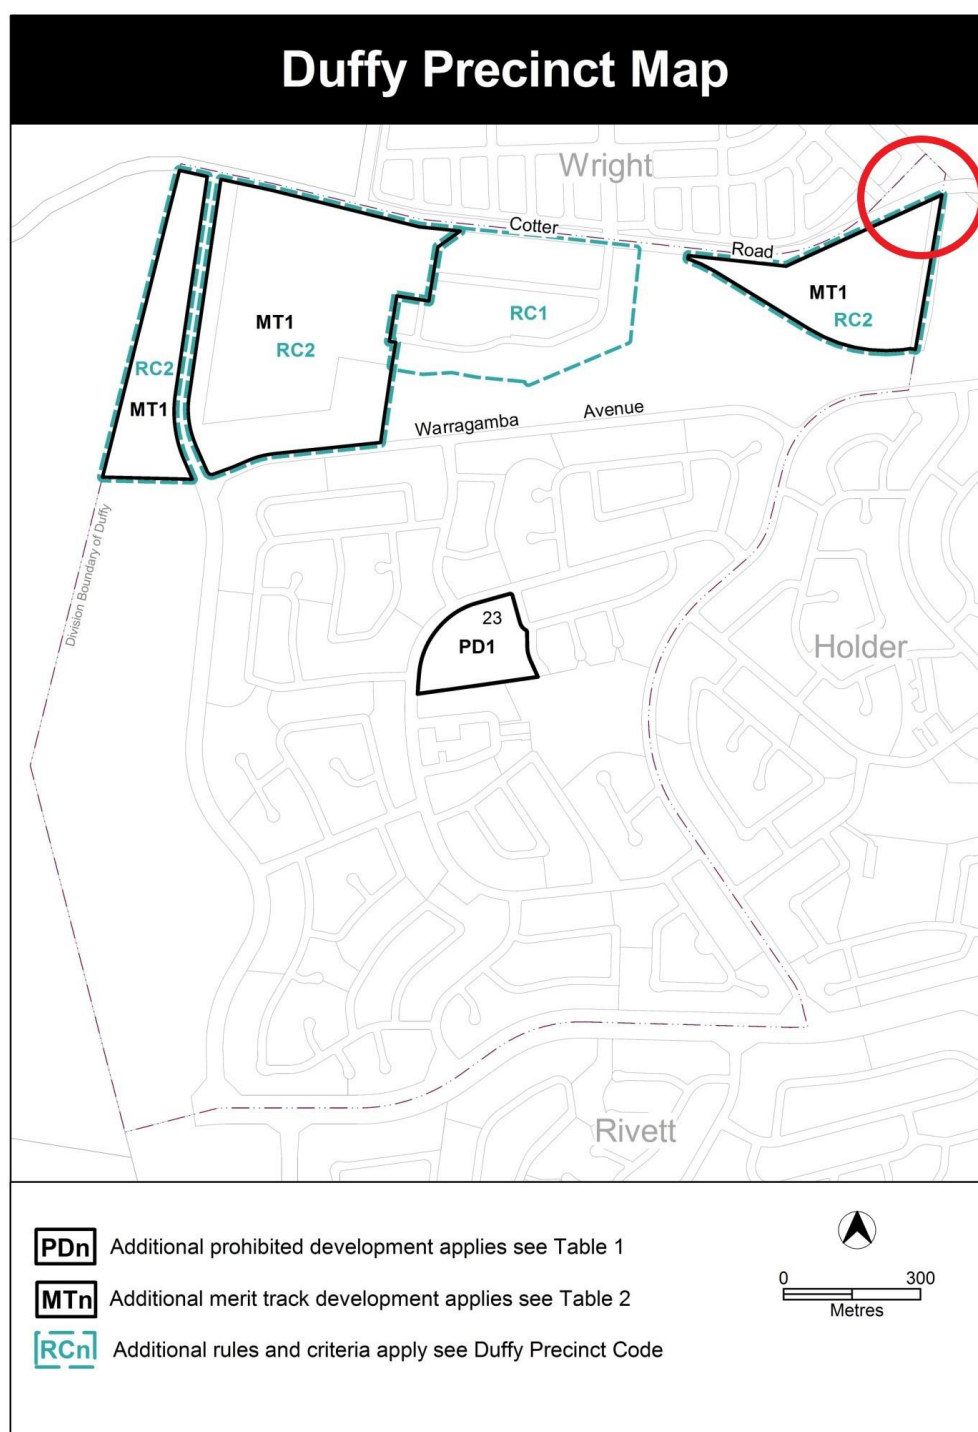 Duffy Precinct Map
Wright
Cotter
Road
MT1
RC2
MT1
RC2
RC1
RC2
MT1
Warragamba Avenue
Division Boundary of Duffy
23
PD1
Holder
Rivett
PDn Additional prohibited development applies see Table 1
MTn Additional merit track development applies see Table 2
RCn Additional rules and criteria apply see Duffy Precinct Code
0 300
Metres